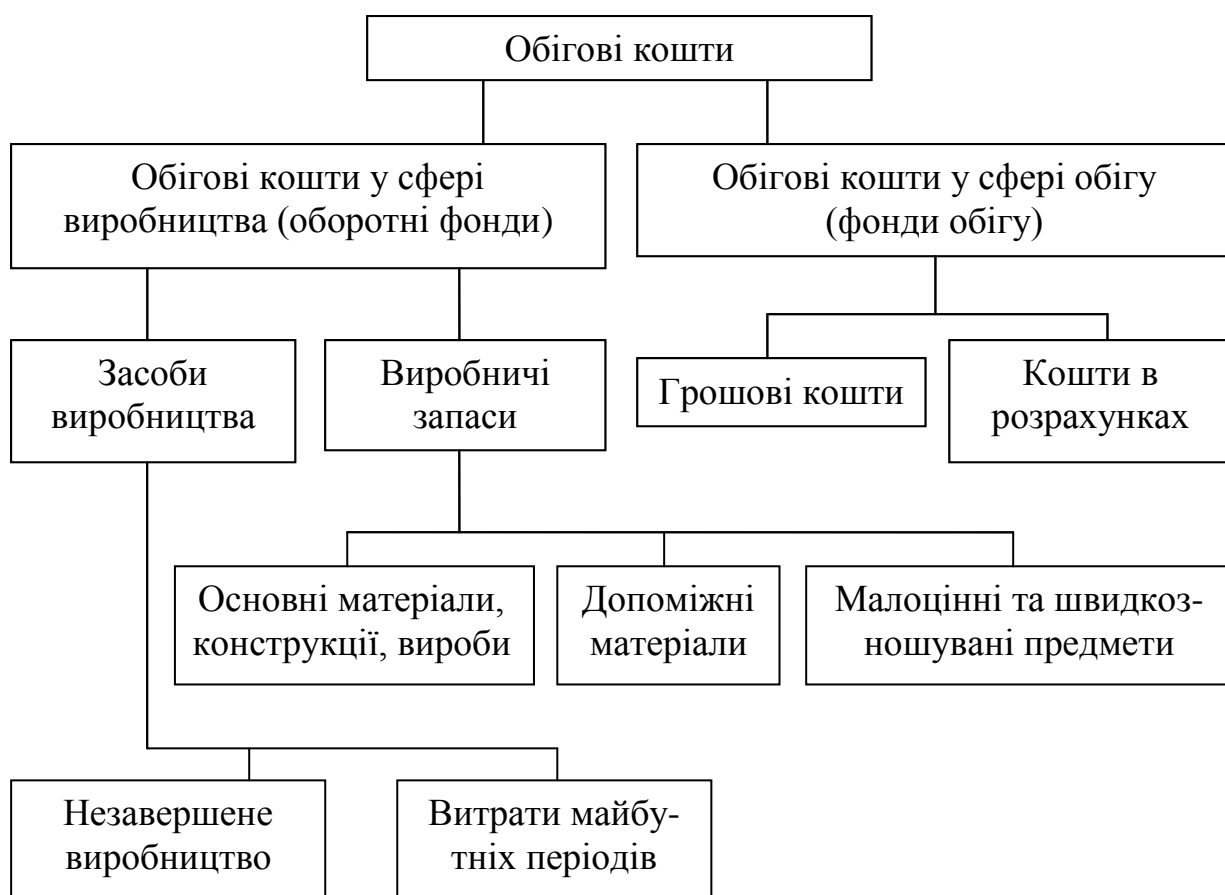 Обігові кошти
Обігові кошти у сфері
виробництва (оборотні фонди)
Обігові кошти у сфері обігу
(фонди обігу)
Засоби
виробництва
Виробничі
запаси
Грошові кошти
Кошти в
розрахунках
Основні матеріали,
конструкції, вироби
Допоміжні
матеріали
Малоцінні та швидкоз-
ношувані предмети
Незавершене
виробництво
Витрати майбу-
тніх періодів